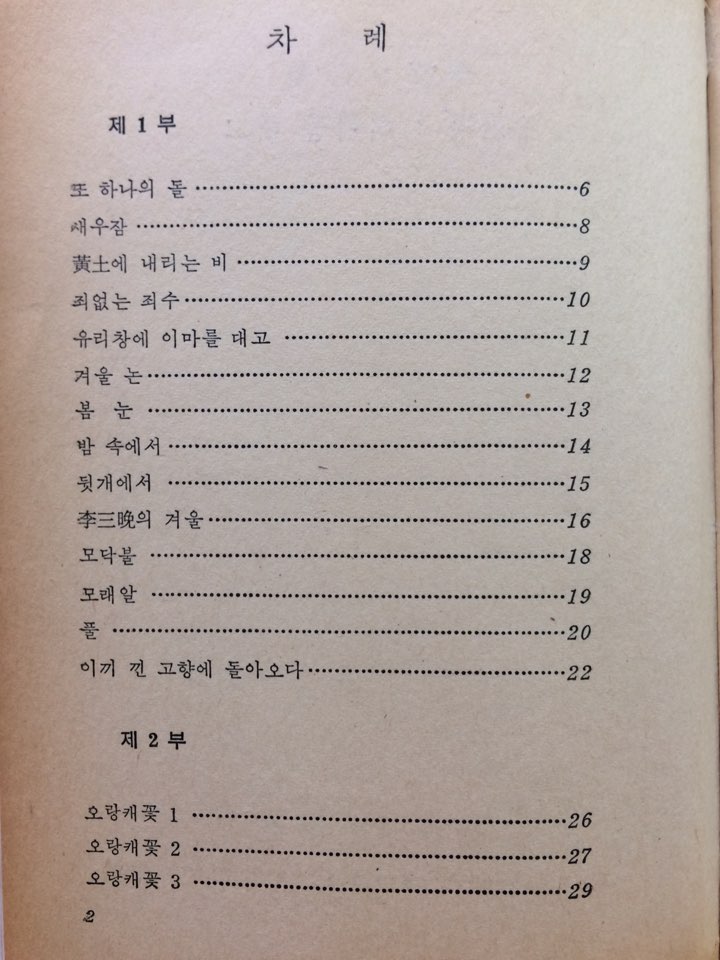 차 례
제 1 부
또 하나의 돌 ……………………………………6
새우잠 ……………………………………8
黃土에 내리는 비 ……………………………………9
죄없는 죄수 ……………………………………10
유리창에 이마를 대고 ……………………………………11
겨울 논 ……………………………………12
봄 눈 ……………………………………13
밤 속에서 ……………………………………14
뒷개에서 ……………………………………15
李三晩의 겨울 ……………………………………16
모닥불 ……………………………………18
모래알 ……………………………………19
풀 ……………………………………20
이끼 낀 고향에 돌아오다 ……………………………………22
제 2 부
오랑캐꽃 1 ……………………………………26
오랑캐꽃 2 ……………………………………27
오랑캐꽃 3 ……………………………………29
2